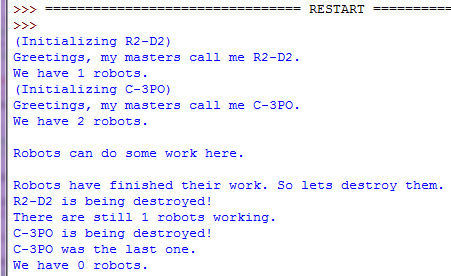 >>> ================================ RESTART ==========
>>>
(Initializing R2-D2)
Greetings, my masters call me R2-D2.
We have 1 robots.
(Initializing C-3PO)
Greetings, my masters call me C-3PO.
We have 2 robots.

Robots can do some work here.

Robots have finished their work. So lets destroy them.
R2-D2 is being destroyed!
There are still 1 robots working.
C-3PO is being destroyed!
C-3PO was the last one.
We have 0 robots.